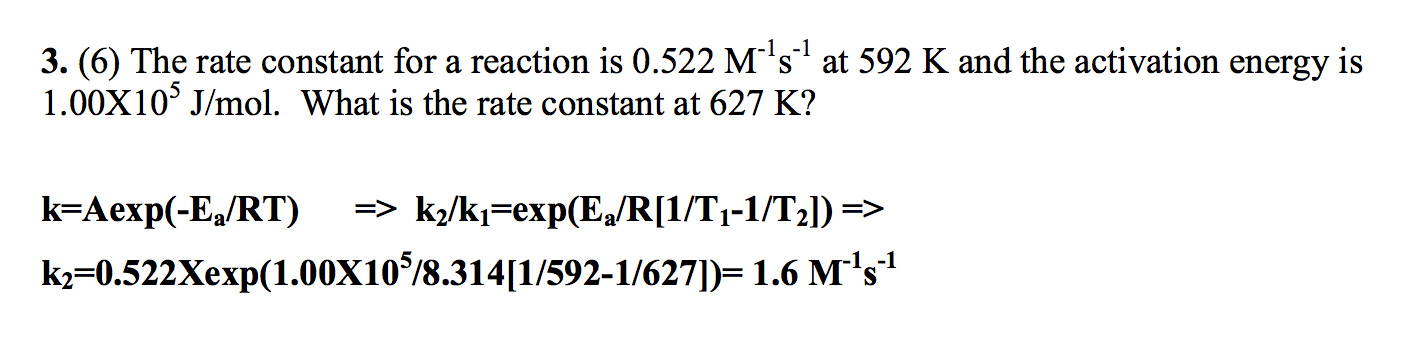 3. (6) The rate constant for a reaction is 0.522 M⁻¹s⁻¹ at 592 K and the activation energy is
1.00X10⁵ J/mol. What is the rate constant at 627 K?
k=Aexp(-Eₐ/RT) => k₂/k₁=exp(Eₐ/R[1/T₁-1/T₂]) =>
k₂=0.522Xexp(1.00X10⁵/8.314[1/592-1/627])= 1.6 M⁻¹s⁻¹